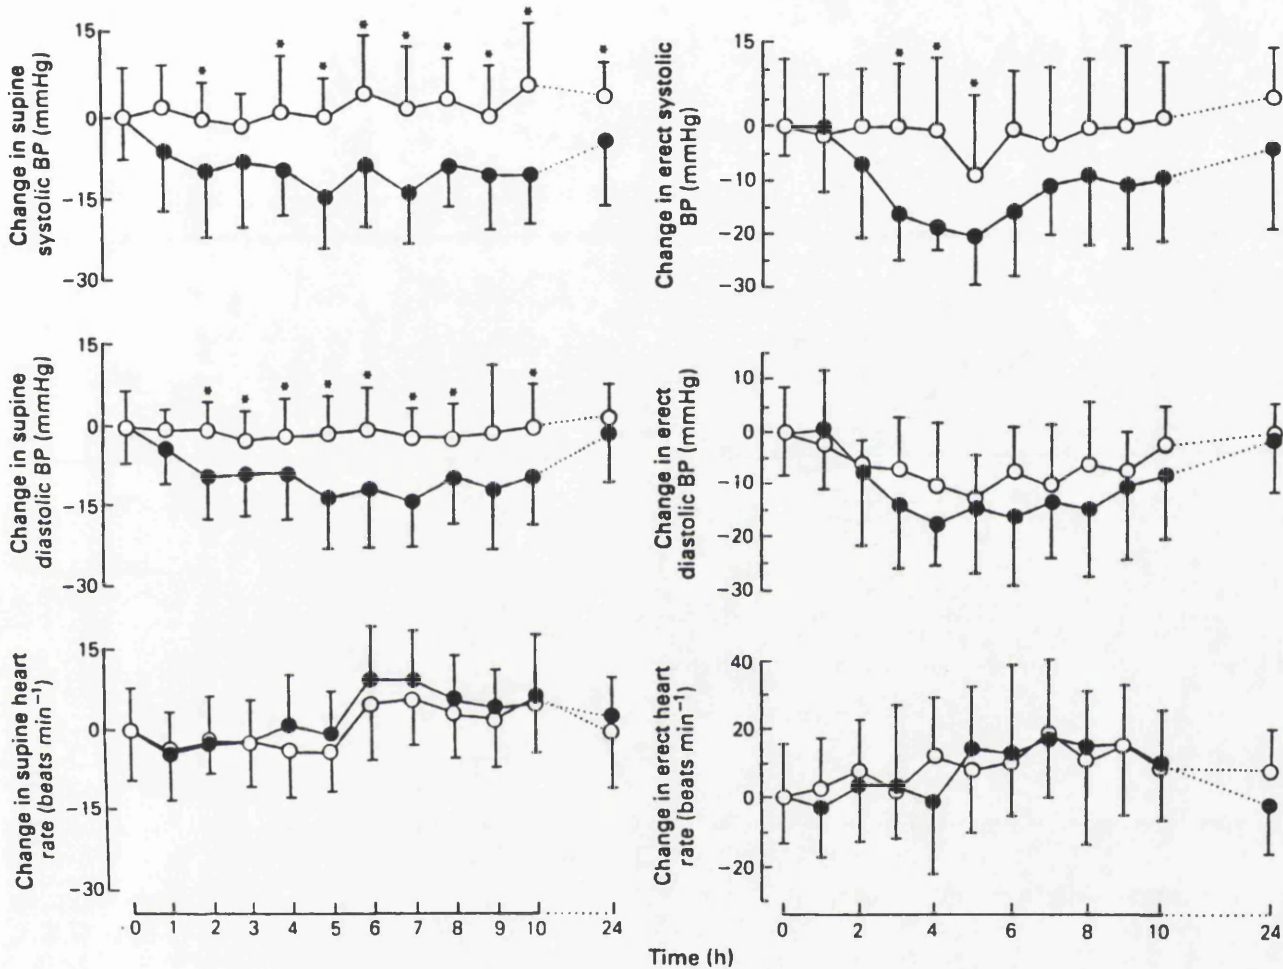 Change in supine
systolic BP (mmHg)
15
0
-15
-30
* * * * * * * * * *
Change in erect systolic
BP (mmHg)
15
0
-10
-20
-30
* * *
Change in supine
diastolic BP (mmHg)
15
0
-15
-30
* * * * * * * *
Change in erect
diastolic BP (mmHg)
10
0
-10
-20
-30
Change in supine heart
rate (beats min⁻¹)
15
0
-15
-30
0 1 2 3 4 5 6 7 8 9 10 24
Change in erect heart
rate (beats min⁻¹)
40
20
0
-20
0 2 4 6 8 10 24
Time (h)